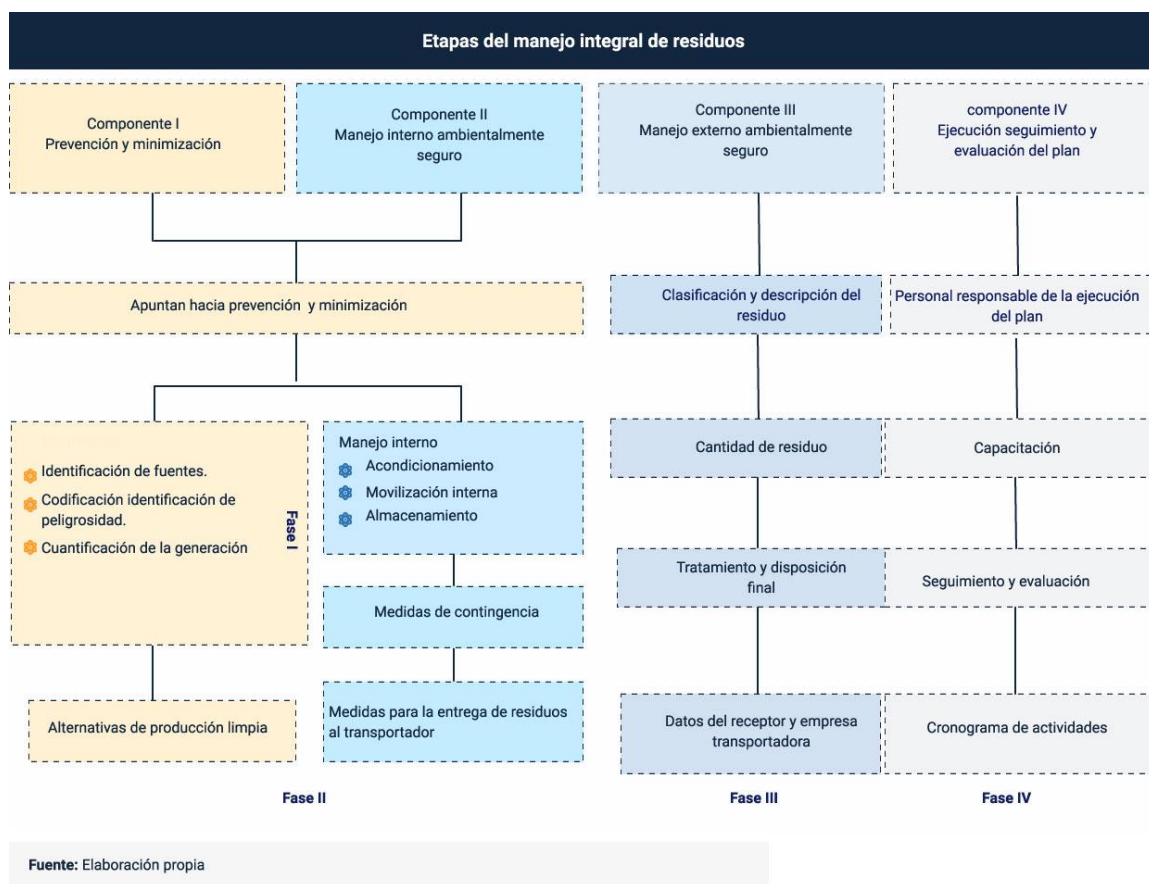 Etapas del manejo integral de residuos
Componente I
Prevención y minimización
Componente II
Manejo interno ambientalmente
seguro
Componente III
Manejo externo ambientalmente
seguro
componente IV
Ejecución seguimiento y
evaluación del plan
Apuntan hacia prevención y minimización
Clasificación y descripción del
residuo
Personal responsable de la ejecución
del plan
Identificación de fuentes.
Codificación identificación de
peligrosidad.
Cuantificación de la generación
Fase I
Manejo interno
Acondicionamiento
Movilización interna
Almacenamiento
Cantidad de residuo
Capacitación
Medidas de contingencia
Tratamiento y disposición
final
Seguimiento y evaluación
Alternativas de producción limpia
Medidas para la entrega de residuos
al transportador
Datos del receptor y empresa
transportadora
Cronograma de actividades
Fase II
Fase III
Fase IV
Fuente: Elaboración propia